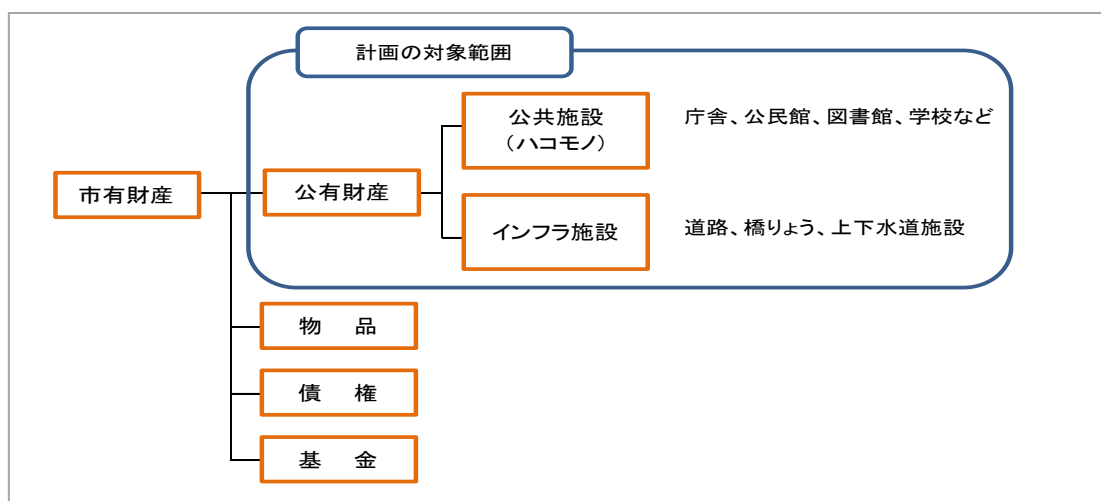 計画の対象範囲
公共施設
（ハコモノ）
庁舎、公民館、図書館、学校など
市有財産
公有財産
インフラ施設
道路、橋りょう、上下水道施設
物　品
債　権
基　金